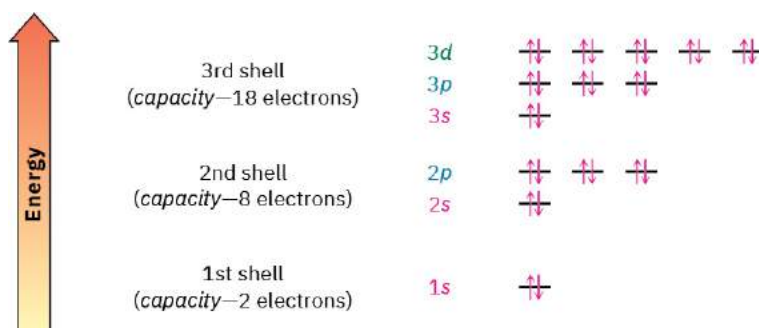 Energy
3rd shell
(capacity—18 electrons)
3d
3p
3s
2nd shell
(capacity—8 electrons)
2p
2s
1st shell
(capacity—2 electrons)
1s